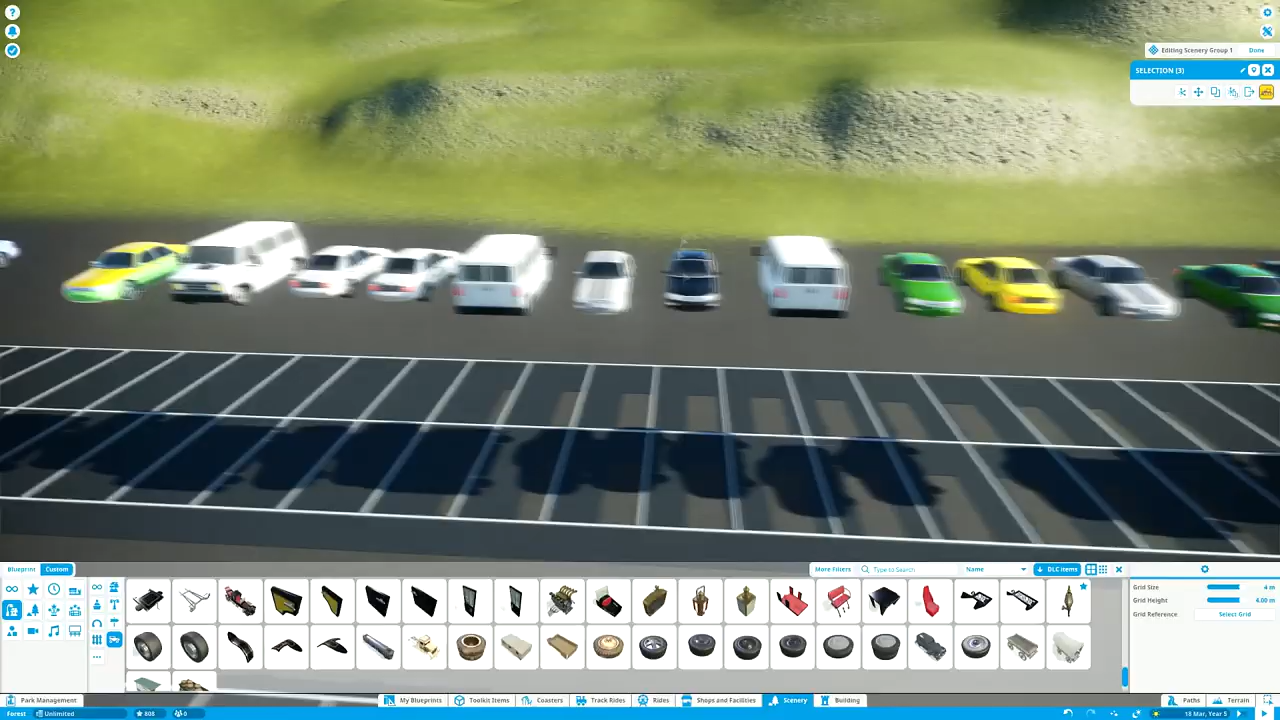 ?
Editing Scenery Group 1 Done
SELECTION (3)
Blueprint Custom
More Filters Type to Search Name DLC Items
Grid Size 4 m
Grid Height 4.00 m
Grid Reference Select Grid
Park Management My Blueprints Toolkit Items Coasters Track Rides Rides Shops and Facilities Scenery Building Paths Terrain
Forest Unlimited 808 0 18 Mar, Year 5